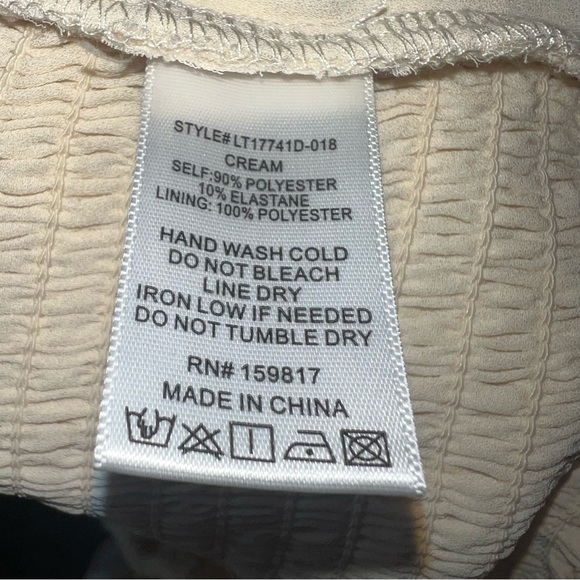 STYLE# LT17741D-018
CREAM
SELF:90% POLYESTER
10% ELASTANE
LINING: 100% POLYESTER
HAND WASH COLD
DO NOT BLEACH
LINE DRY
IRON LOW IF NEEDED
DO NOT TUMBLE DRY
RN# 159817
MADE IN CHINA